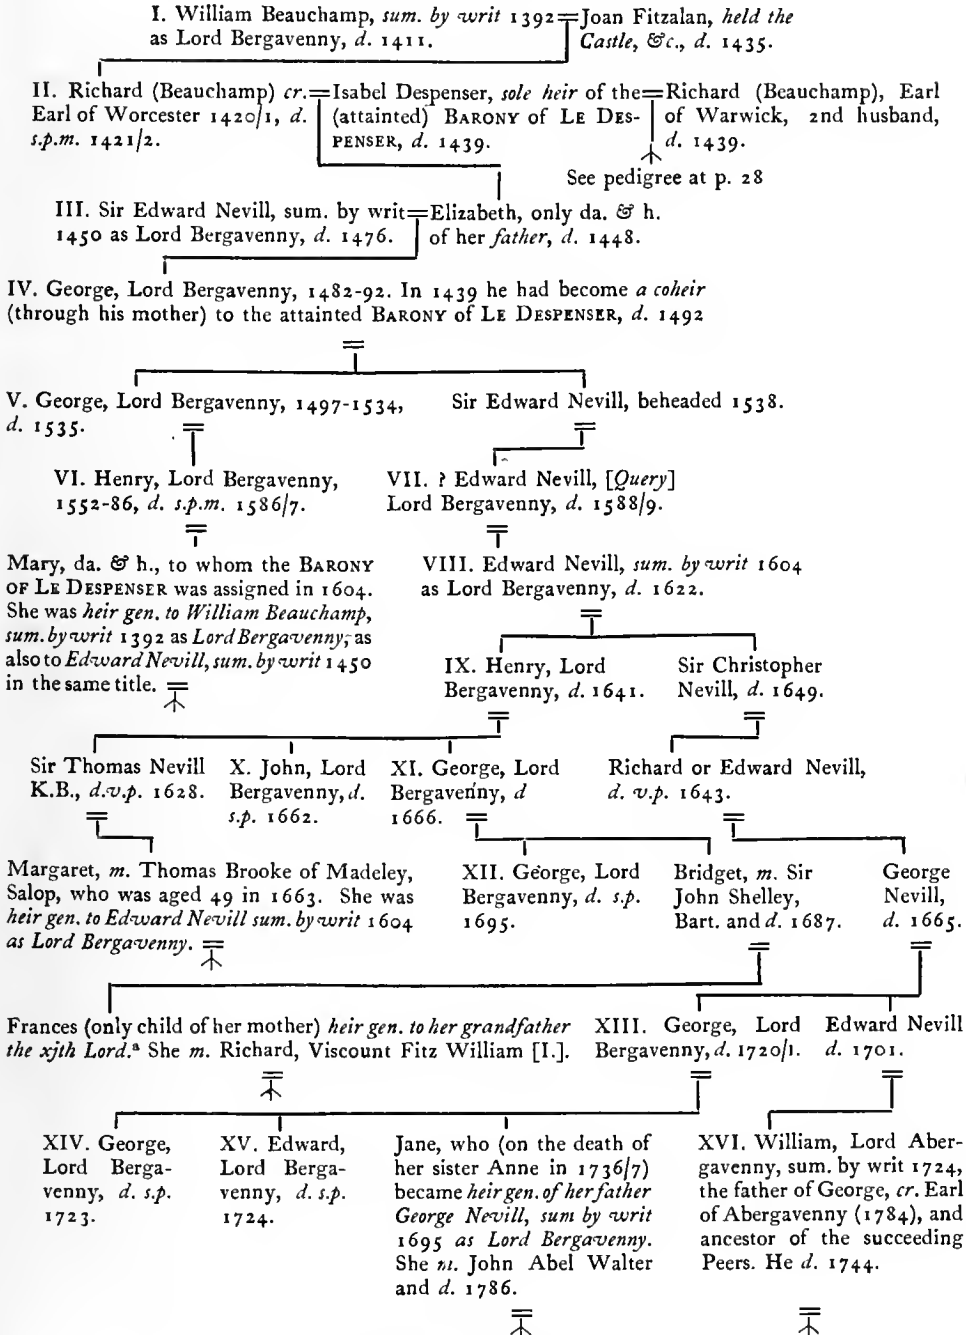 I. William Beauchamp, sum. by writ 1392
as Lord Bergavenny, d. 1411.
Joan Fitzalan, held the
Castle, &c., d. 1435.
II. Richard (Beauchamp) cr.
Earl of Worcester 1420/1, d.
s.p.m. 1421/2.
Isabel Despenser, sole heir of the
(attainted) BARONY of LE DES-
PENSER, d. 1439.
Richard (Beauchamp), Earl
of Warwick, 2nd husband,
d. 1439.
See pedigree at p. 28
III. Sir Edward Nevill, sum. by writ
1450 as Lord Bergavenny, d. 1476.
Elizabeth, only da. & h.
of her father, d. 1448.
IV. George, Lord Bergavenny, 1482-92. In 1439 he had become a coheir
(through his mother) to the attainted BARONY of LE DESPENSER, d. 1492
V. George, Lord Bergavenny, 1497-1534,
d. 1535.
Sir Edward Nevill, beheaded 1538.
VI. Henry, Lord Bergavenny,
1552-86, d. s.p.m. 1586/7.
VII. ? Edward Nevill, [Query]
Lord Bergavenny, d. 1588/9.
Mary, da. & h., to whom the BARONY
OF LE DESPENSER was assigned in 1604.
She was heir gen. to William Beauchamp,
sum. by writ 1392 as Lord Bergavenny, as
also to Edward Nevill, sum. by writ 1450
in the same title.
VIII. Edward Nevill, sum. by writ 1604
as Lord Bergavenny, d. 1622.
IX. Henry, Lord
Bergavenny, d. 1641.
Sir Christopher
Nevill, d. 1649.
Sir Thomas Nevill
K.B., d.v.p. 1628.
X. John, Lord
Bergavenny, d.
s.p. 1662.
XI. George, Lord
Bergavenny, d
1666.
Richard or Edward Nevill,
d. v.p. 1643.
Margaret, m. Thomas Brooke of Madeley,
Salop, who was aged 49 in 1663. She was
heir gen. to Edward Nevill sum. by writ 1604
as Lord Bergavenny.
XII. George, Lord
Bergavenny, d. s.p.
1695.
Bridget, m. Sir
John Shelley,
Bart. and d. 1687.
George
Nevill,
d. 1665.
Frances (only child of her mother) heir gen. to her grandfather
the xjth Lord.ª She m. Richard, Viscount Fitz William [I.].
XIII. George, Lord
Bergavenny, d. 1720/1.
Edward Nevill
d. 1701.
XIV. George,
Lord Berga-
venny, d. s.p.
1723.
XV. Edward,
Lord Berga-
venny, d. s.p.
1724.
Jane, who (on the death of
her sister Anne in 1736/7)
became heir gen. of her father
George Nevill, sum by writ
1695 as Lord Bergavenny.
She m. John Abel Walter
and d. 1786.
XVI. William, Lord Aber-
gavenny, sum. by writ 1724,
the father of George, cr. Earl
of Abergavenny (1784), and
ancestor of the succeeding
Peers. He d. 1744.